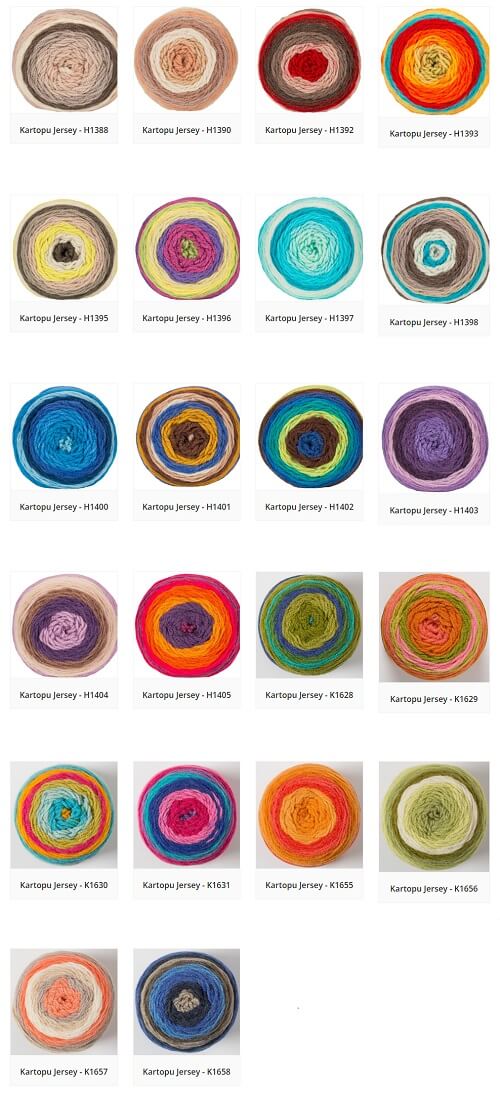 Kartopu Jersey - H1388
Kartopu Jersey - H1390
Kartopu Jersey - H1392
Kartopu Jersey - H1393
Kartopu Jersey - H1395
Kartopu Jersey - H1396
Kartopu Jersey - H1397
Kartopu Jersey - H1398
Kartopu Jersey - H1400
Kartopu Jersey - H1401
Kartopu Jersey - H1402
Kartopu Jersey - H1403
Kartopu Jersey - H1404
Kartopu Jersey - H1405
Kartopu Jersey - K1628
Kartopu Jersey - K1629
Kartopu Jersey - K1630
Kartopu Jersey - K1631
Kartopu Jersey - K1655
Kartopu Jersey - K1656
Kartopu Jersey - K1657
Kartopu Jersey - K1658